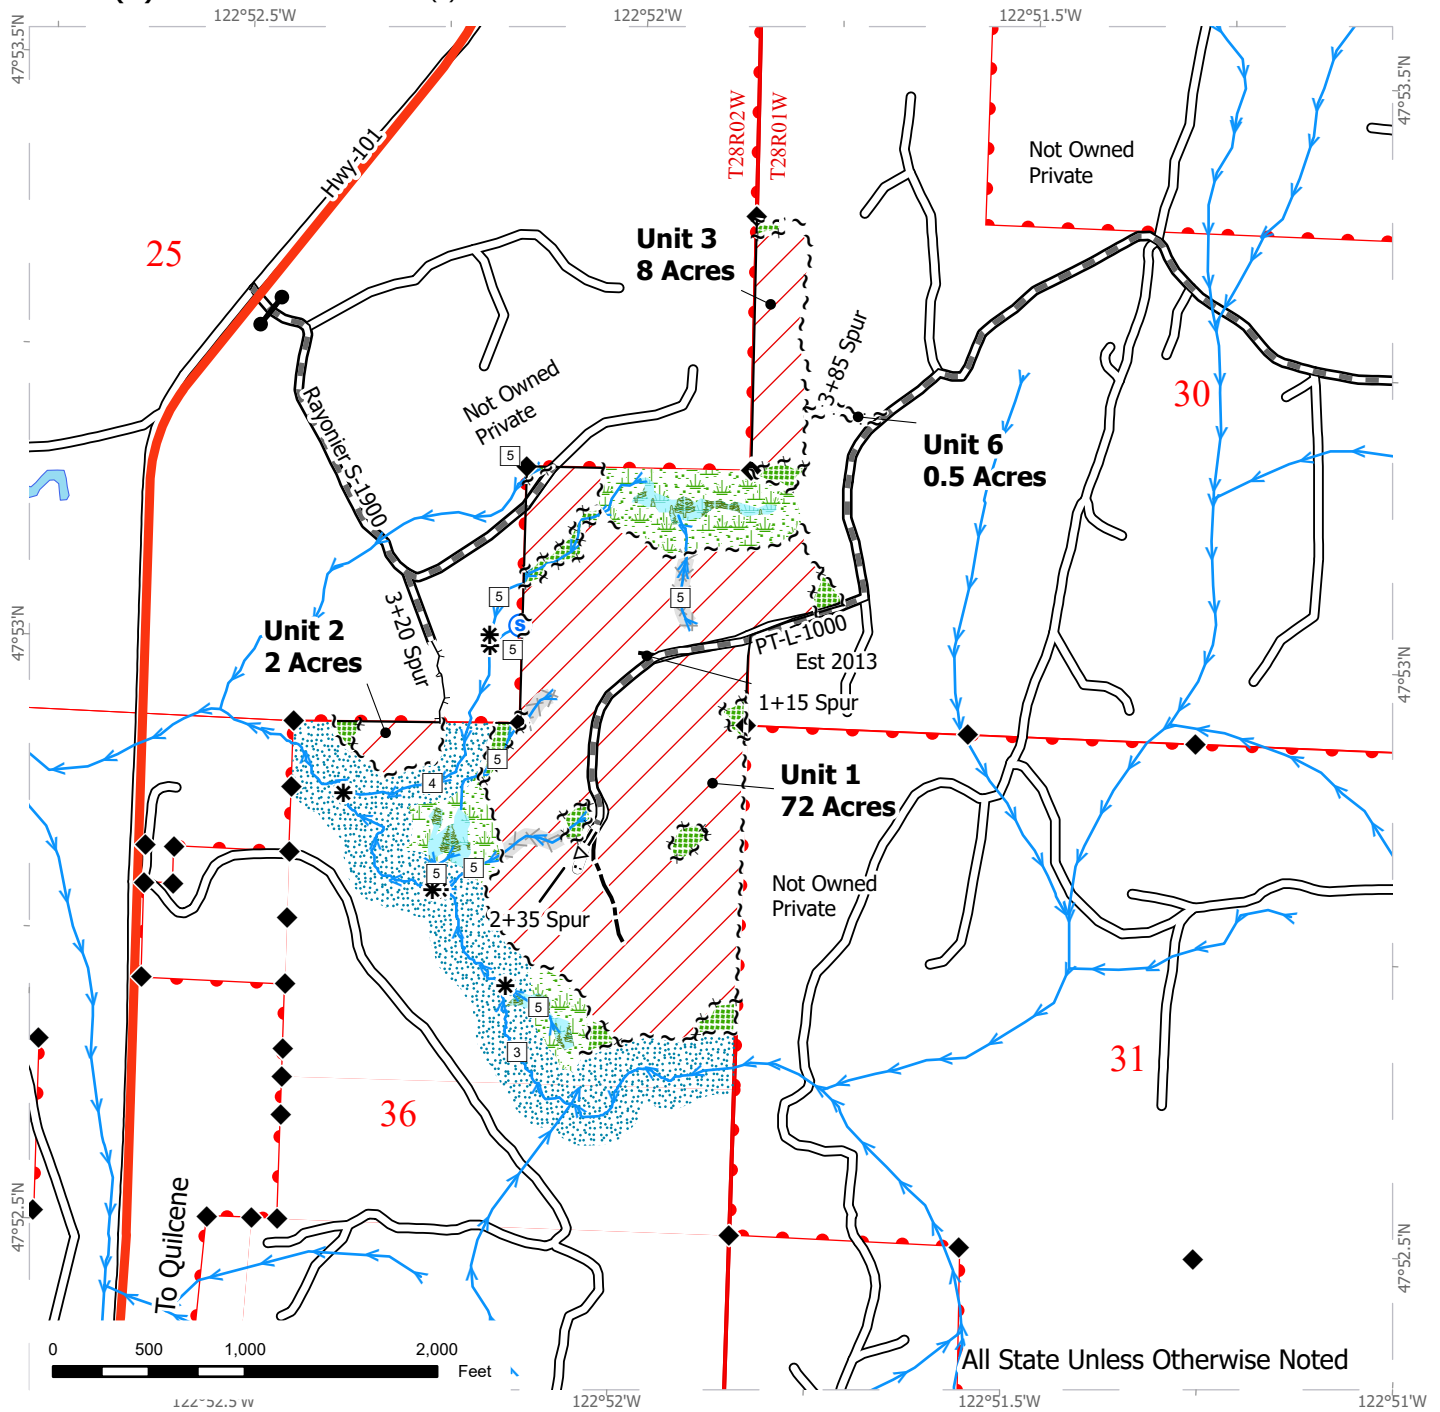 122°52.5'W
122°52'W
122°51.5'W
47°53.5'N
47°53.5'N
Hwy-101
T28R02W
T28R01W
Not Owned
Private
25
Unit 3
8 Acres
3+85 Spur
30
Not Owned
Private
Rayonier S-1900
5
Unit 6
0.5 Acres
3+20 Spur
5
5
S
5
Unit 2
2 Acres
PT-L-1000
Est 2013
1+15 Spur
47°53'N
47°53'N
5
4
Unit 1
72 Acres
5
5
Not Owned
Private
2+35 Spur
5
3
31
36
To Quilcene
47°52.5'N
47°52.5'N
0 500 1,000 2,000
Feet
All State Unless Otherwise Noted
122°52.5'W
122°52'W
122°51.5'W
122°51'W